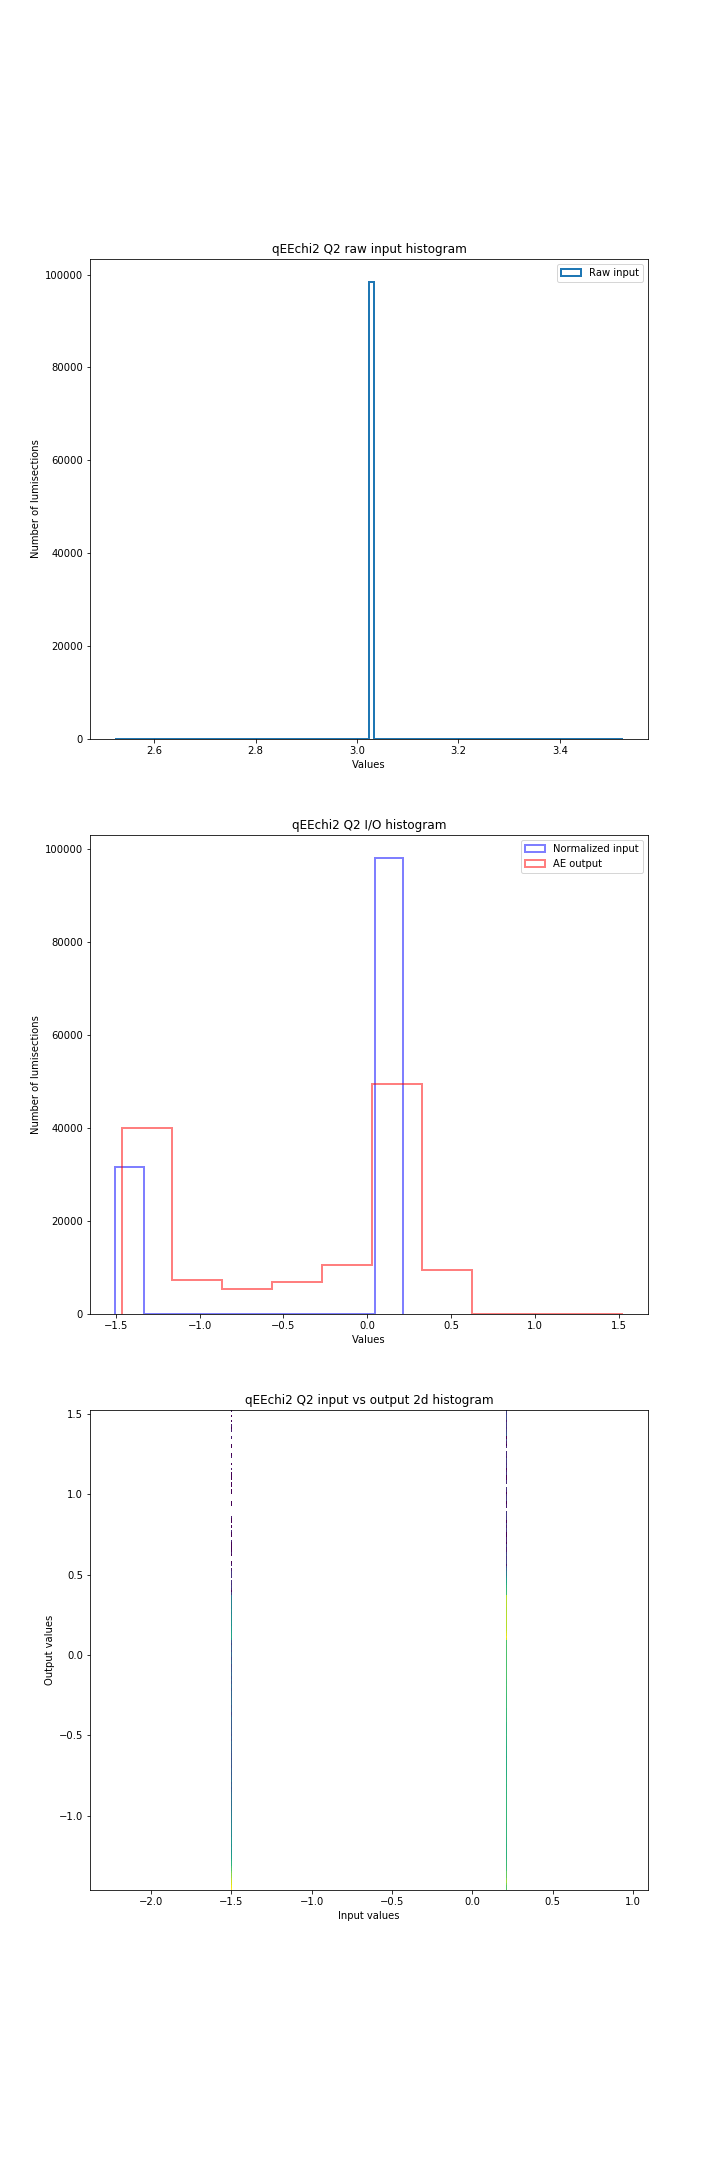 qEEchi2 Q2 raw input histogram
100000
80000
60000
40000
20000
0
Number of lumisections
Raw input
2.6 2.8 3.0 3.2 3.4
Values
qEEchi2 Q2 I/O histogram
100000
80000
60000
40000
20000
0
Number of lumisections
Normalized input
AE output
−1.5 −1.0 −0.5 0.0 0.5 1.0 1.5
Values
qEEchi2 Q2 input vs output 2d histogram
1.5
1.0
0.5
0.0
−0.5
−1.0
Output values
−2.0 −1.5 −1.0 −0.5 0.0 0.5 1.0
Input values